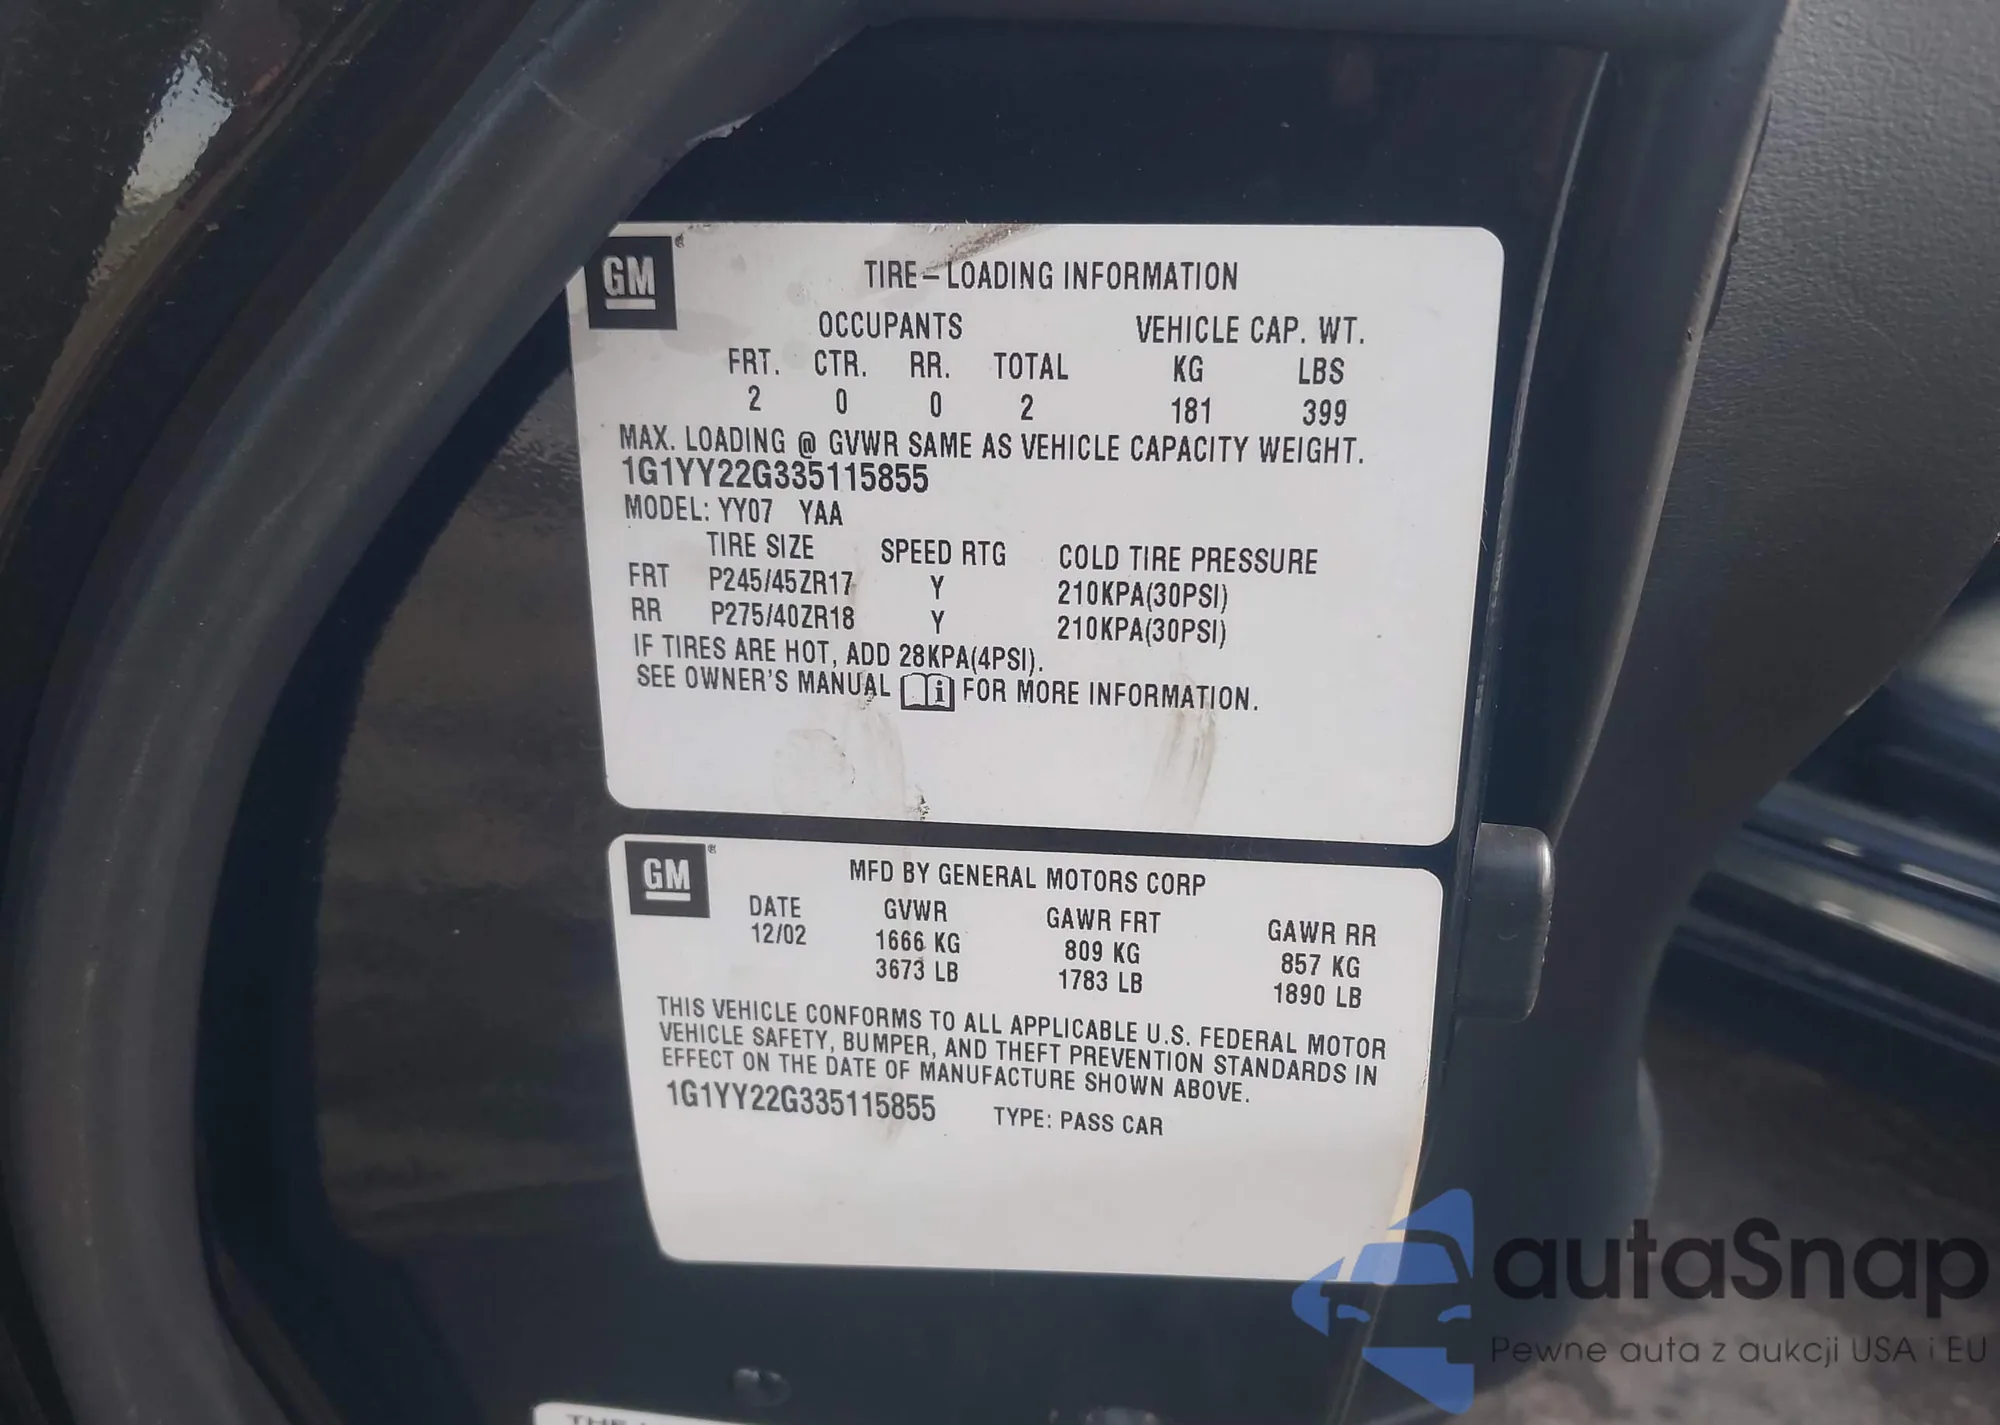 GM ®
TIRE-LOADING INFORMATION
OCCUPANTS VEHICLE CAP. WT.
FRT. CTR. RR. TOTAL KG LBS
2 0 0 2 181 399
MAX. LOADING @ GVWR SAME AS VEHICLE CAPACITY WEIGHT.
1G1YY22G335115855
MODEL: YY07 YAA
TIRE SIZE SPEED RTG COLD TIRE PRESSURE
FRT P245/45ZR17 Y 210KPA(30PSI)
RR P275/40ZR18 Y 210KPA(30PSI)
IF TIRES ARE HOT, ADD 28KPA(4PSI).
SEE OWNER'S MANUAL i FOR MORE INFORMATION.
GM ®
MFD BY GENERAL MOTORS CORP
DATE GVWR GAWR FRT GAWR RR
12/02 1666 KG 809 KG 857 KG
3673 LB 1783 LB 1890 LB
THIS VEHICLE CONFORMS TO ALL APPLICABLE U.S. FEDERAL MOTOR
VEHICLE SAFETY, BUMPER, AND THEFT PREVENTION STANDARDS IN
EFFECT ON THE DATE OF MANUFACTURE SHOWN ABOVE.
1G1YY22G335115855 TYPE: PASS CAR
autaSnap
Pewne auta z aukcji USA i EU